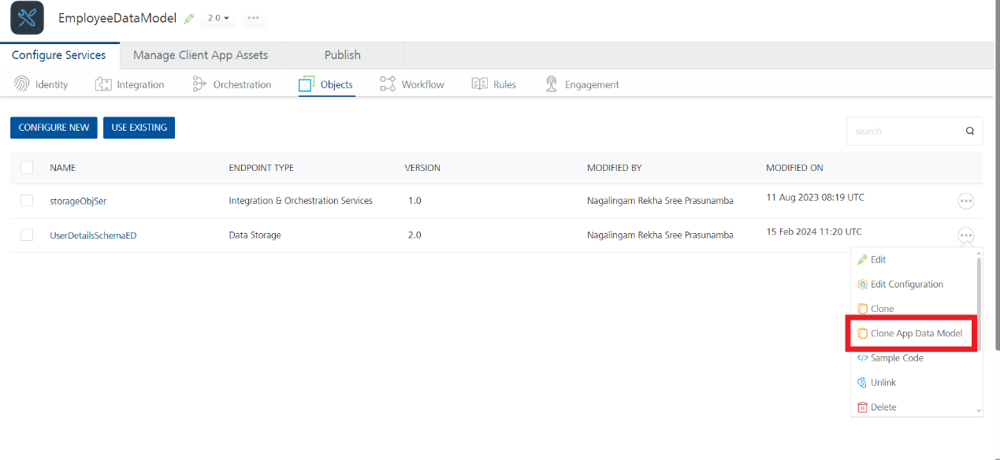 EmployeeDataModel 2.0
Configure Services Manage Client App Assets Publish
Identity Integration Orchestration Objects Workflow Rules Engagement
CONFIGURE NEW USE EXISTING search
NAME ENDPOINT TYPE VERSION MODIFIED BY MODIFIED ON
storageObjSer Integration & Orchestration Services 1.0 Nagalingam Rekha Sree Prasunamba 11 Aug 2023 08:19 UTC
UserDetailsSchemaED Data Storage 2.0 Nagalingam Rekha Sree Prasunamba 15 Feb 2024 11:20 UTC
Edit
Edit Configuration
Clone
Clone App Data Model
Sample Code
Unlink
Delete